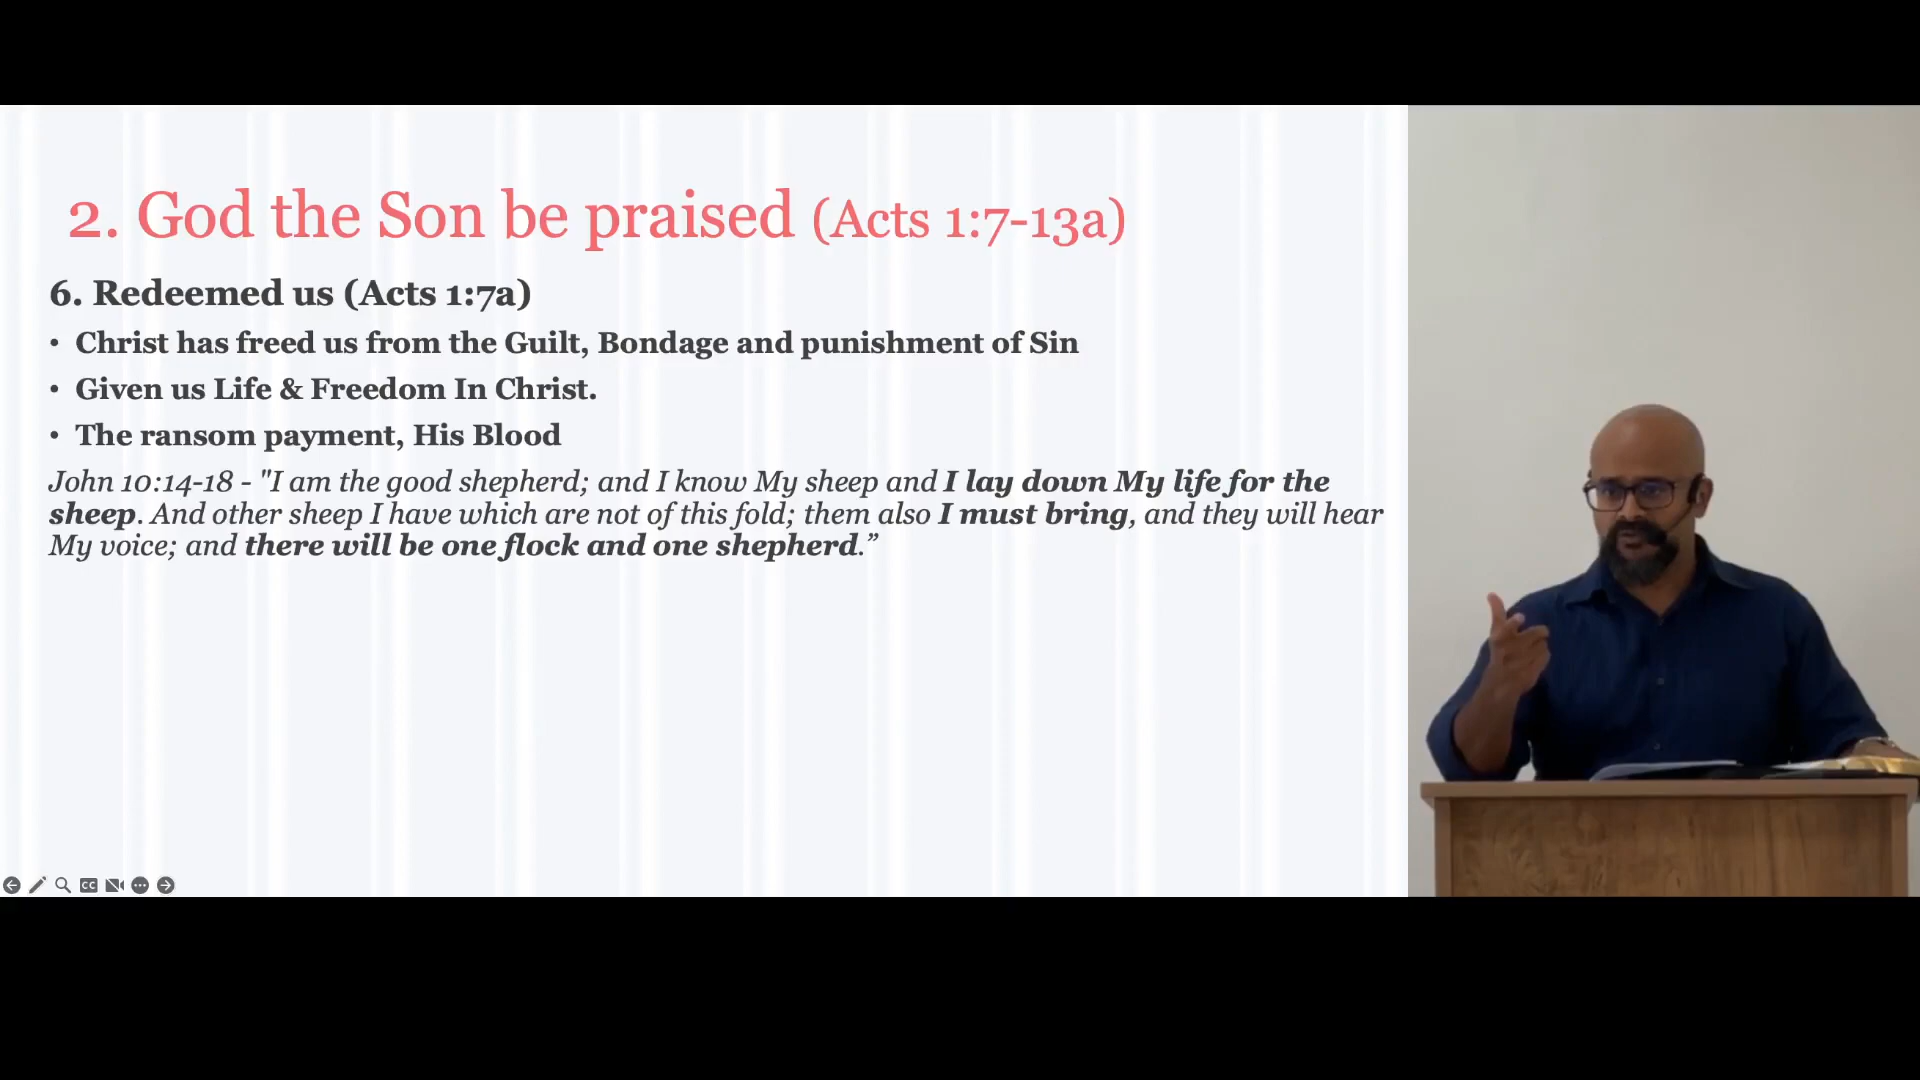 2. God the Son be praised (Acts 1:7-13a)
6. Redeemed us (Acts 1:7a)
• Christ has freed us from the Guilt, Bondage and punishment of Sin
• Given us Life & Freedom In Christ.
• The ransom payment, His Blood
John 10:14-18 - "I am the good shepherd; and I know My sheep and I lay down My life for the
sheep. And other sheep I have which are not of this fold; them also I must bring, and they will hear
My voice; and there will be one flock and one shepherd.”
CC